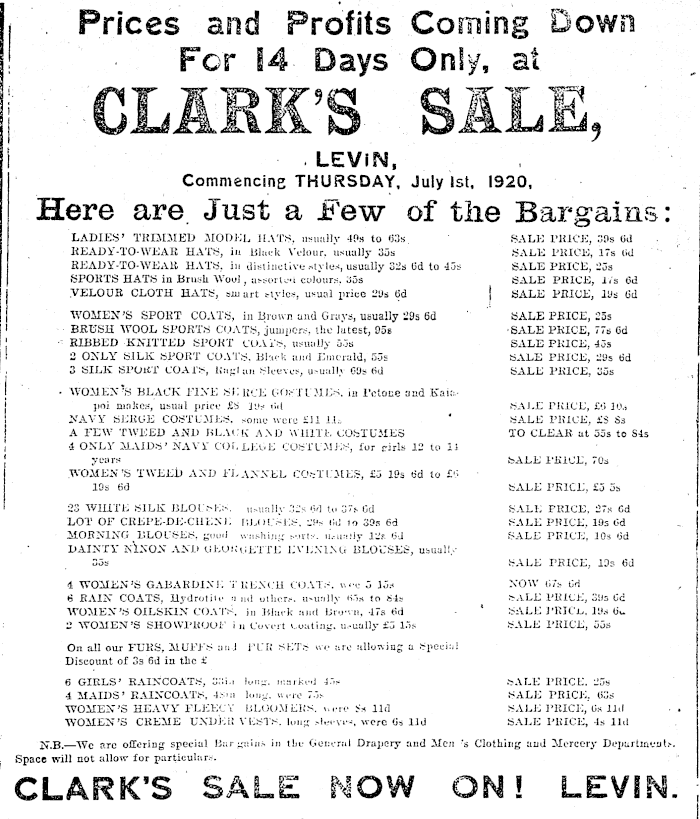 Prices and Profits Coming Down
For 14 Days Only, at
CLARK'S SALE,
LEVIN,
Commencing THURSDAY, July 1st, 1920,
Here are Just a Few of the Bargains:
LADIES' TRIMMED MODEL HATS, usually 49s to 63s SALE PRICE, 39s 6d
READY-TO-WEAR HATS, in Black Velour, usually 35s SALE PRICE, 17s 6d
READY-TO-WEAR HATS, in distinctive styles, usually 32s 6d to 45s SALE PRICE, 25s
SPORTS HATS in Brush Wool, assorted colours, 35s SALE PRICE, 17s 6d
VELOUR CLOTH HATS, smart styles, usual price 29s 6d SALE PRICE, 19s 6d
WOMEN'S SPORT COATS, in Brown and Grays, usually 29s 6d SALE PRICE, 25s
BRUSH WOOL SPORTS COATS, jumpers, the latest, 95s SALE PRICE, 77s 6d
RIBBED KNITTED SPORT COATS, usually 55s SALE PRICE, 45s
2 ONLY SILK SPORT COATS, Black and Emerald, 55s SALE PRICE, 29s 6d
3 SILK SPORT COATS, Raglan Sleeves, usually 69s 6d SALE PRICE, 35s
WOMEN'S BLACK FINE SERGE COSTUMES, in Petone and Kaia-
poi makes, usual price £8 19s 6d SALE PRICE, £6 10s
NAVY SERGE COSTUMES, some were £11 11s SALE PRICE, £8 8s
A FEW TWEED AND BLACK AND WHITE COSTUMES TO CLEAR at 55s to 84s
4 ONLY MAIDS' NAVY COLLEGE COSTUMES, for girls 12 to 14
years SALE PRICE, 70s
WOMEN'S TWEED AND FLANNEL COSTUMES, £5 19s 6d to £6
19s 6d SALE PRICE, £5 5s
23 WHITE SILK BLOUSES, usually 32s 6d to 37s 6d SALE PRICE, 27s 6d
LOT OF CREPE-DE-CHENE BLOUSES, 29s 6d to 39s 6d SALE PRICE, 19s 6d
MORNING BLOUSES, good washing sorts, usually 12s 6d SALE PRICE, 10s 6d
DAINTY NINON AND GEORGETTE EVENING BLOUSES, usually
35s SALE PRICE, 19s 6d
4 WOMEN'S GABARDINE TRENCH COATS, wee 5 15s NOW 67s 6d
6 RAIN COATS, Hydrotite and others, usually 65s to 84s SALE PRICE, 39s 6d
WOMEN'S OILSKIN COATS, in Black and Brown, 47s 6d SALE PRICE, 19s 6d
2 WOMEN'S SHOWPROOF in Covert Coating, usually £5 15s SALE PRICE, 55s
On all our FURS, MUFFS and FUR SETS we are allowing a Special
Discount of 3s 6d in the £
6 GIRLS' RAINCOATS, 33in long, marked 45s SALE PRICE, 25s
4 MAIDS' RAINCOATS, 48in long, were 75s SALE PRICE, 63s
WOMEN'S HEAVY FLEECY BLOOMERS, were 8s 11d SALE PRICE, 6s 11d
WOMEN'S CREME UNDERVESTS, long sleeves, were 6s 11d SALE PRICE, 4s 11d
N.B.—We are offering special Bargains in the General Drapery and Men's Clothing and Mercery Departments.
Space will not allow for particulars.
CLARK'S SALE NOW ON! LEVIN.